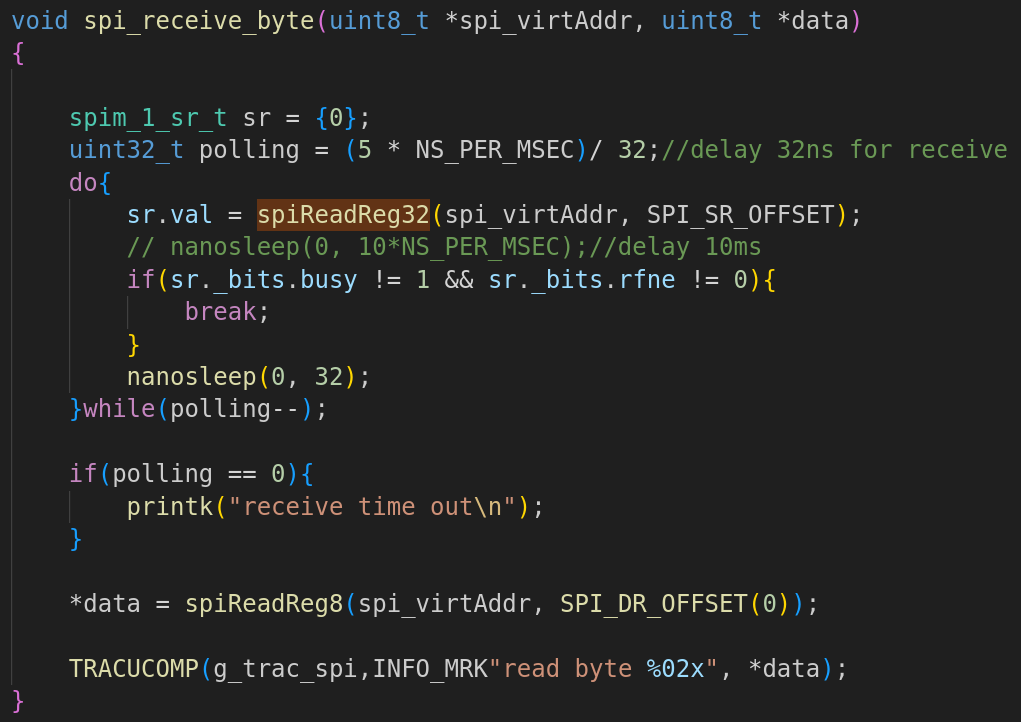 void spi_receive_byte(uint8_t *spi_virtAddr, uint8_t *data)
{
    spim_1_sr_t sr = {0};
    uint32_t polling = (5 * NS_PER_MSEC)/ 32;//delay 32ns for receive
    do{
        sr.val = spiReadReg32(spi_virtAddr, SPI_SR_OFFSET);
        // nanosleep(0, 10*NS_PER_MSEC);//delay 10ms
        if(sr._bits.busy != 1 && sr._bits.rfne != 0){
            break;
        }
        nanosleep(0, 32);
    }while(polling--);
    if(polling == 0){
        printk("receive time out\n");
    }
    *data = spiReadReg8(spi_virtAddr, SPI_DR_OFFSET(0));
    TRACUCOMP(g_trac_spi,INFO_MRK"read byte %02x", *data);
}